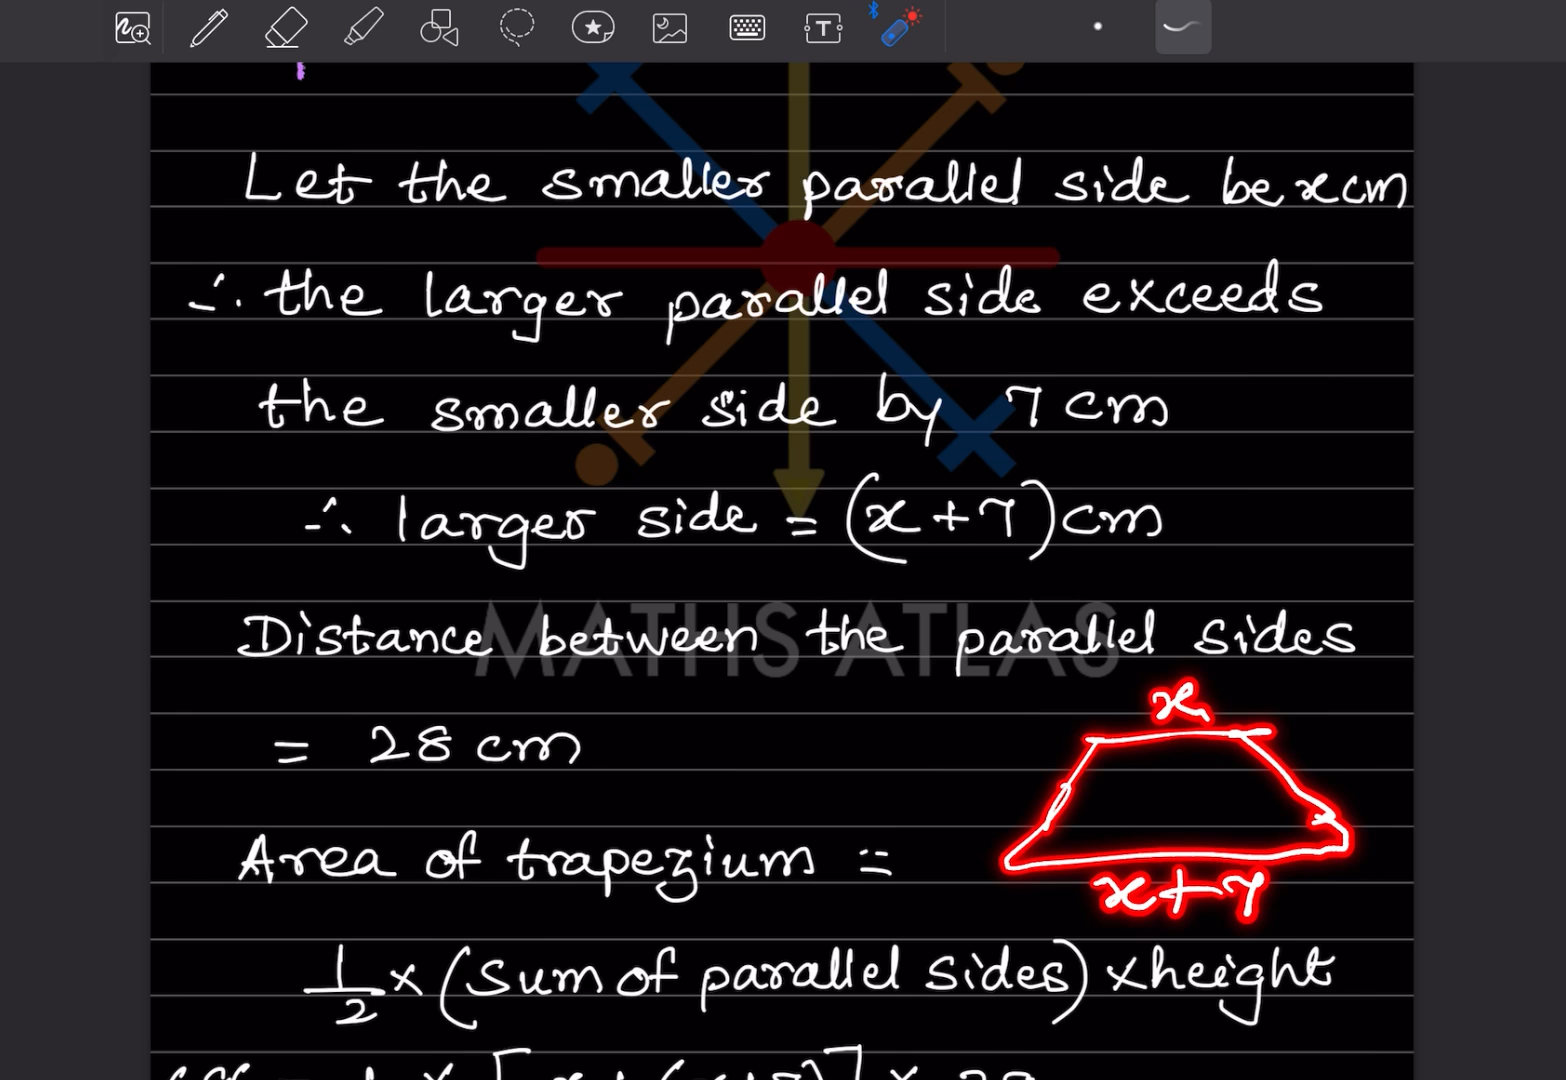 Let the smaller parallel side be x cm
∴ the larger parallel side exceeds
the smaller side by 7 cm
∴ larger side = (x+7) cm
MATHS ATLAS
Distance between the parallel sides
= 28 cm
x
Area of trapezium =
x+7
1/2 × (sum of parallel sides) × height